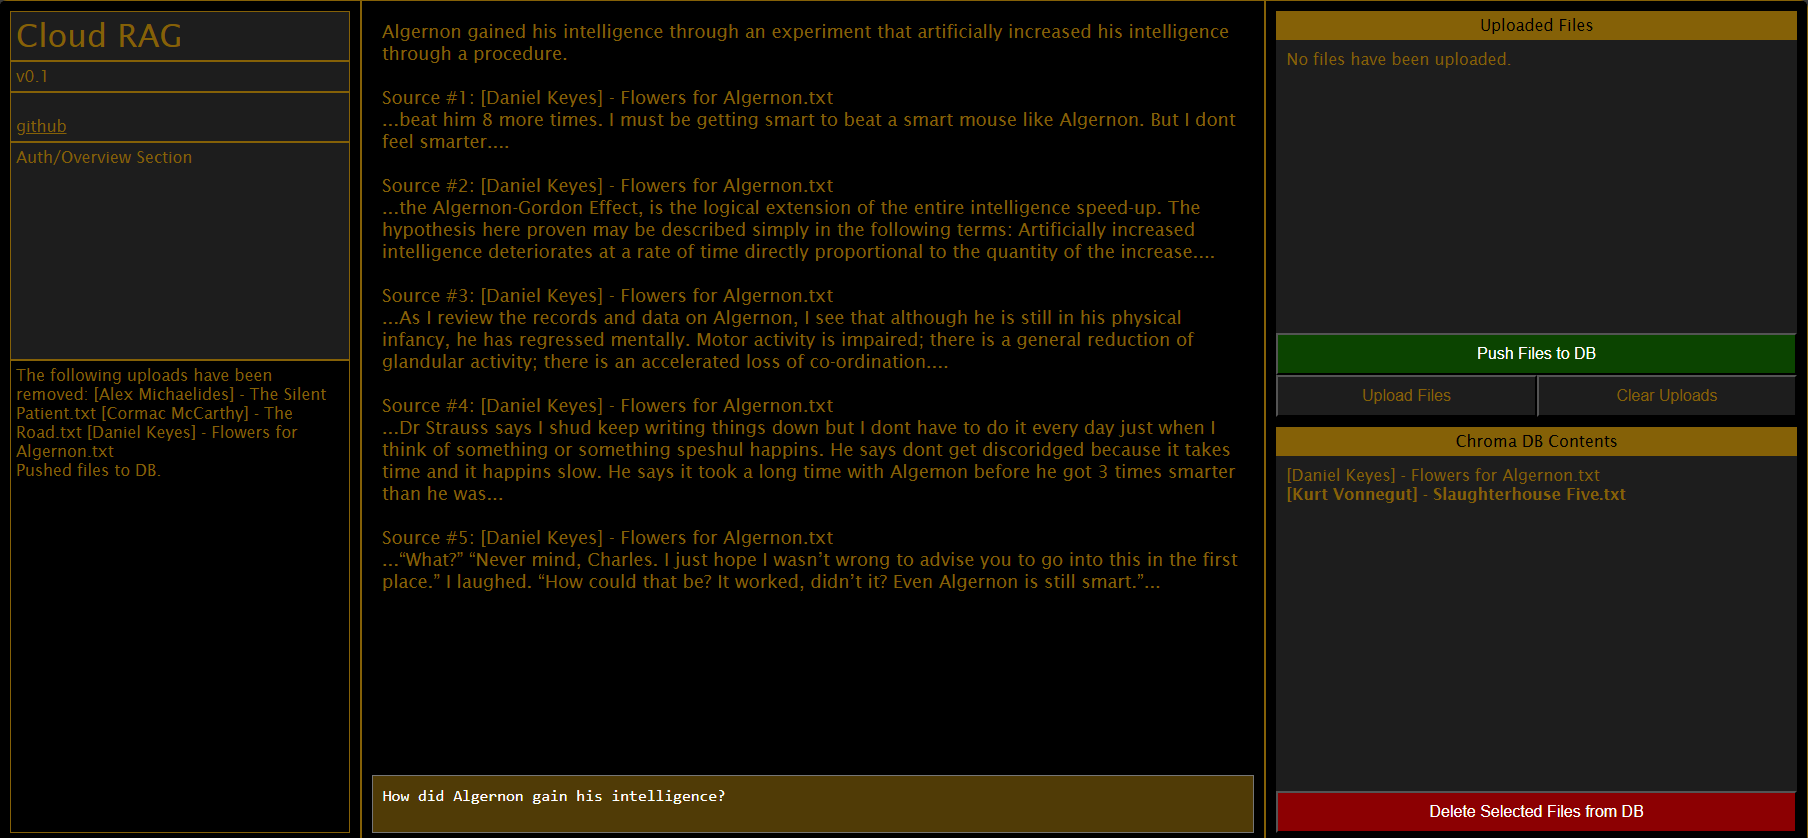 Cloud RAG
v0.1
github
Auth/Overview Section
The following uploads have been
removed: [Alex Michaelides] - The Silent
Patient.txt [Cormac McCarthy] - The
Road.txt [Daniel Keyes] - Flowers for
Algernon.txt
Pushed files to DB.
Algernon gained his intelligence through an experiment that artificially increased his intelligence
through a procedure.
Source #1: [Daniel Keyes] - Flowers for Algernon.txt
...beat him 8 more times. I must be getting smart to beat a smart mouse like Algernon. But I dont
feel smarter....
Source #2: [Daniel Keyes] - Flowers for Algernon.txt
...the Algernon-Gordon Effect, is the logical extension of the entire intelligence speed-up. The
hypothesis here proven may be described simply in the following terms: Artificially increased
intelligence deteriorates at a rate of time directly proportional to the quantity of the increase....
Source #3: [Daniel Keyes] - Flowers for Algernon.txt
...As I review the records and data on Algernon, I see that although he is still in his physical
infancy, he has regressed mentally. Motor activity is impaired; there is a general reduction of
glandular activity; there is an accelerated loss of co-ordination....
Source #4: [Daniel Keyes] - Flowers for Algernon.txt
...Dr Strauss says I shud keep writing things down but I dont have to do it every day just when I
think of something or something speshul happins. He says dont get discoridged because it takes
time and it happins slow. He says it took a long time with Algemon before he got 3 times smarter
than he was...
Source #5: [Daniel Keyes] - Flowers for Algernon.txt
...“What?” “Never mind, Charles. I just hope I wasn’t wrong to advise you to go into this in the first
place.” I laughed. “How could that be? It worked, didn’t it? Even Algernon is still smart.”...
How did Algernon gain his intelligence?
Uploaded Files
No files have been uploaded.
Push Files to DB
Upload Files
Clear Uploads
Chroma DB Contents
[Daniel Keyes] - Flowers for Algernon.txt
[Kurt Vonnegut] - Slaughterhouse Five.txt
Delete Selected Files from DB